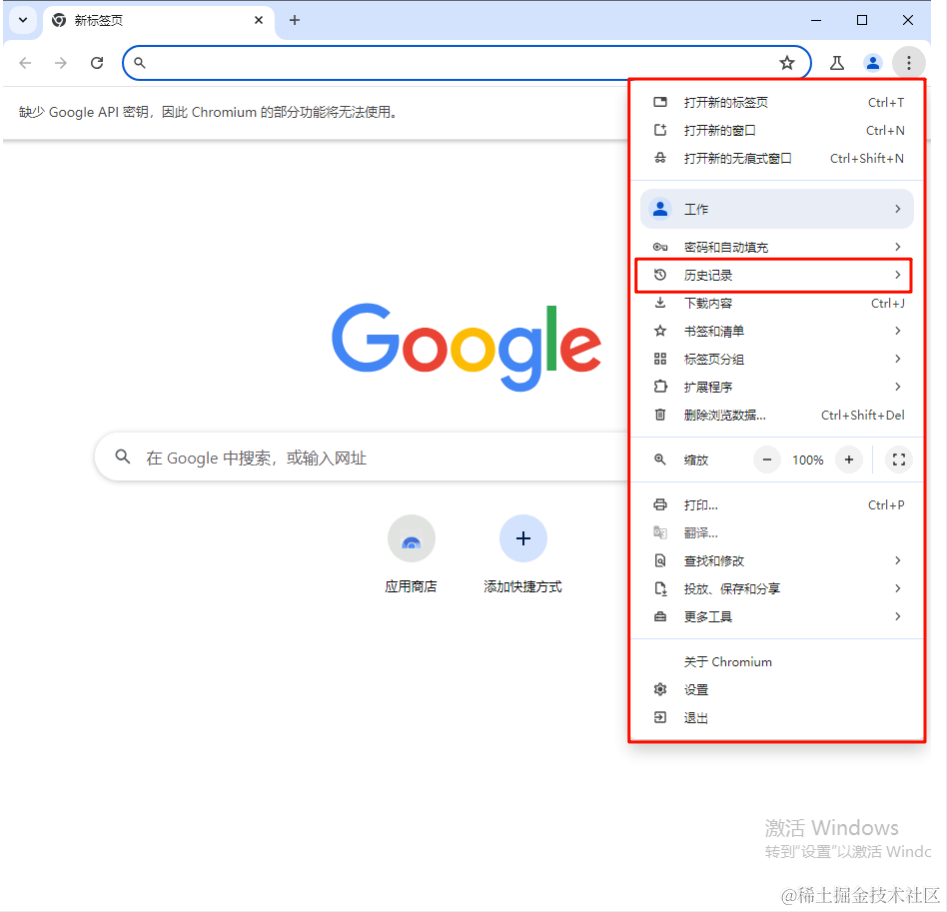 新标签页
缺少 Google API 密钥，因此 Chromium 的部分功能将无法使用。
打开新的标签页 Ctrl+T
打开新的窗口 Ctrl+N
打开新的无痕式窗口 Ctrl+Shift+N
工作
密码和自动填充
历史记录
下载内容 Ctrl+J
书签和清单
标签页分组
扩展程序
删除浏览数据... Ctrl+Shift+Del
缩放 − 100% +
打印... Ctrl+P
翻译...
查找和修改
投放、保存和分享
更多工具
关于 Chromium
设置
退出
Google
在 Google 中搜索，或输入网址
应用商店
添加快捷方式
激活 Windows
转到"设置"以激活 Windc
@稀土掘金技术社区